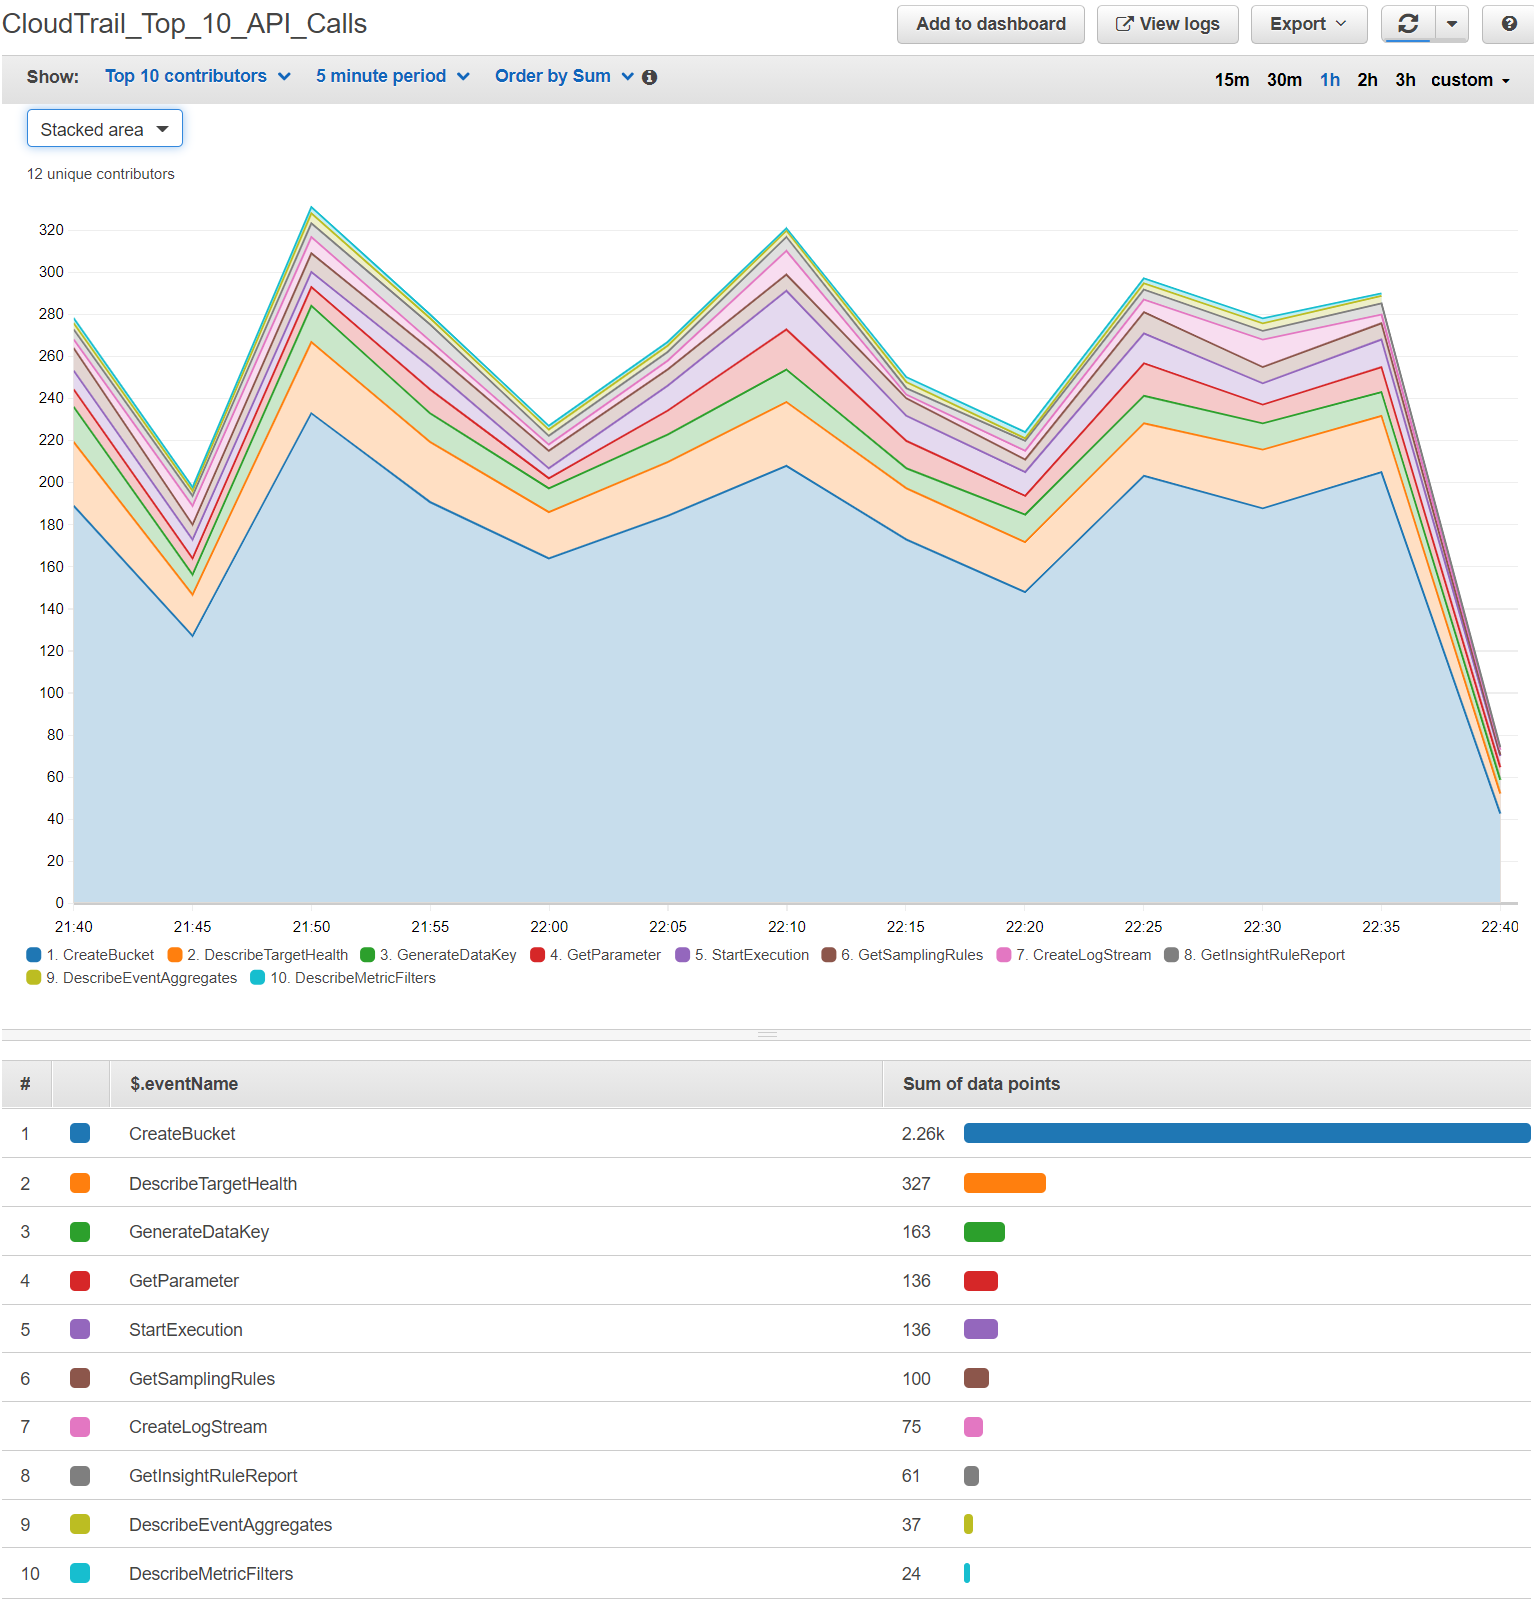 CloudTrail_Top_10_API_Calls
Add to dashboard View logs Export
Show: Top 10 contributors 5 minute period Order by Sum 15m 30m 1h 2h 3h custom
Stacked area
12 unique contributors
320
300
280
260
240
220
200
180
160
140
120
100
80
60
40
20
0
21:40 21:45 21:50 21:55 22:00 22:05 22:10 22:15 22:20 22:25 22:30 22:35 22:40
1. CreateBucket 2. DescribeTargetHealth 3. GenerateDataKey 4. GetParameter 5. StartExecution 6. GetSamplingRules 7. CreateLogStream 8. GetInsightRuleReport
9. DescribeEventAggregates 10. DescribeMetricFilters
# $.eventName Sum of data points
1 CreateBucket 2.26k
2 DescribeTargetHealth 327
3 GenerateDataKey 163
4 GetParameter 136
5 StartExecution 136
6 GetSamplingRules 100
7 CreateLogStream 75
8 GetInsightRuleReport 61
9 DescribeEventAggregates 37
10 DescribeMetricFilters 24